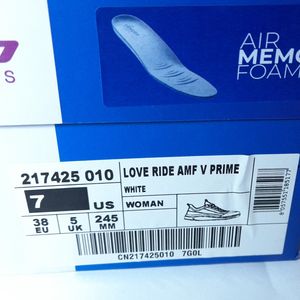 AIR
MEMO
FOAM
S
217425 010
LOVE RIDE AMF V PRIME
WHITE
7 US
WOMAN
38 EU
5 UK
245 MM
CN217425010 7G0L